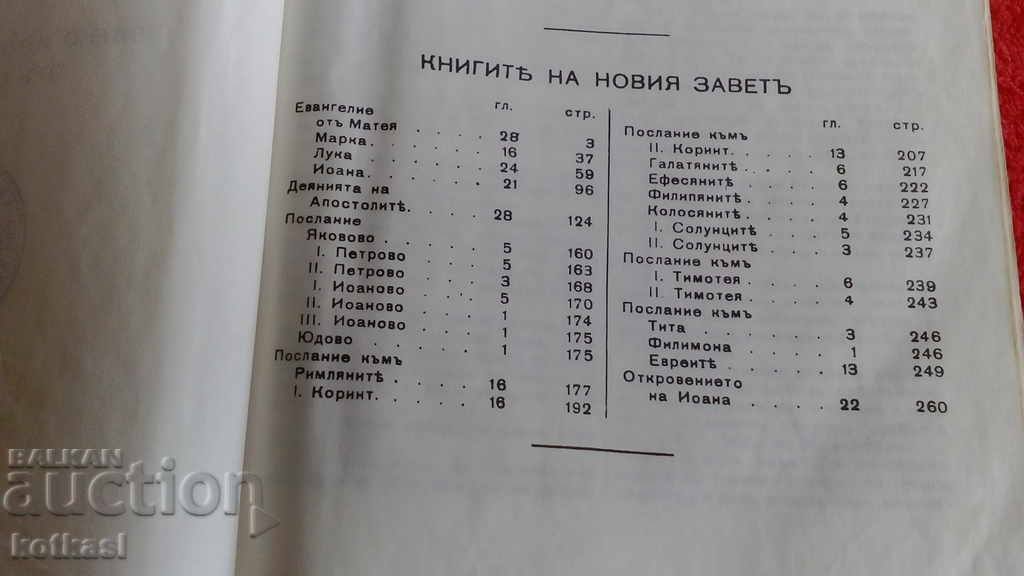 КНИГИТѢ НА НОВИЯ ЗАВЕТЪ
гл. стр.
Евангелие
отъ Матея . . . . 28 3
Марка. . . . . . 16 37
Лука . . . . . . 24 59
Иоана. . . . . . 21 96
Деянията на
Апостолитѣ. . . . 28 124
Послание
Яковово . . . . 5 160
I. Петрово . . . 5 163
II. Петрово . . . 3 168
I. Иоаново . . . 5 170
II. Иоаново . . . 1 174
III. Иоаново . . . 1 175
Юдово . . . . . 1 175
Послание къмъ
Римлянитѣ . . . . 16 177
I. Коринт. . . . . 16 192
гл. стр.
Послание къмъ
II. Коринт. . . . . 13 207
Галатянитѣ . . . . 6 217
Ефесянитѣ . . . . 6 222
Филипянитѣ . . . . 4 227
Колосянитѣ . . . . 4 231
I. Солунцитѣ . . . 5 234
II. Солунцитѣ . . . 3 237
Послание къмъ
I. Тимотея . . . . 6 239
II. Тимотея . . . . 4 243
Послание къмъ
Тита . . . . . . 3 246
Филимона . . . . 1 246
Евреитѣ . . . . . 13 249
Откровението
на Иоана . . . . 22 260
BALKAN
auction
kotkasl